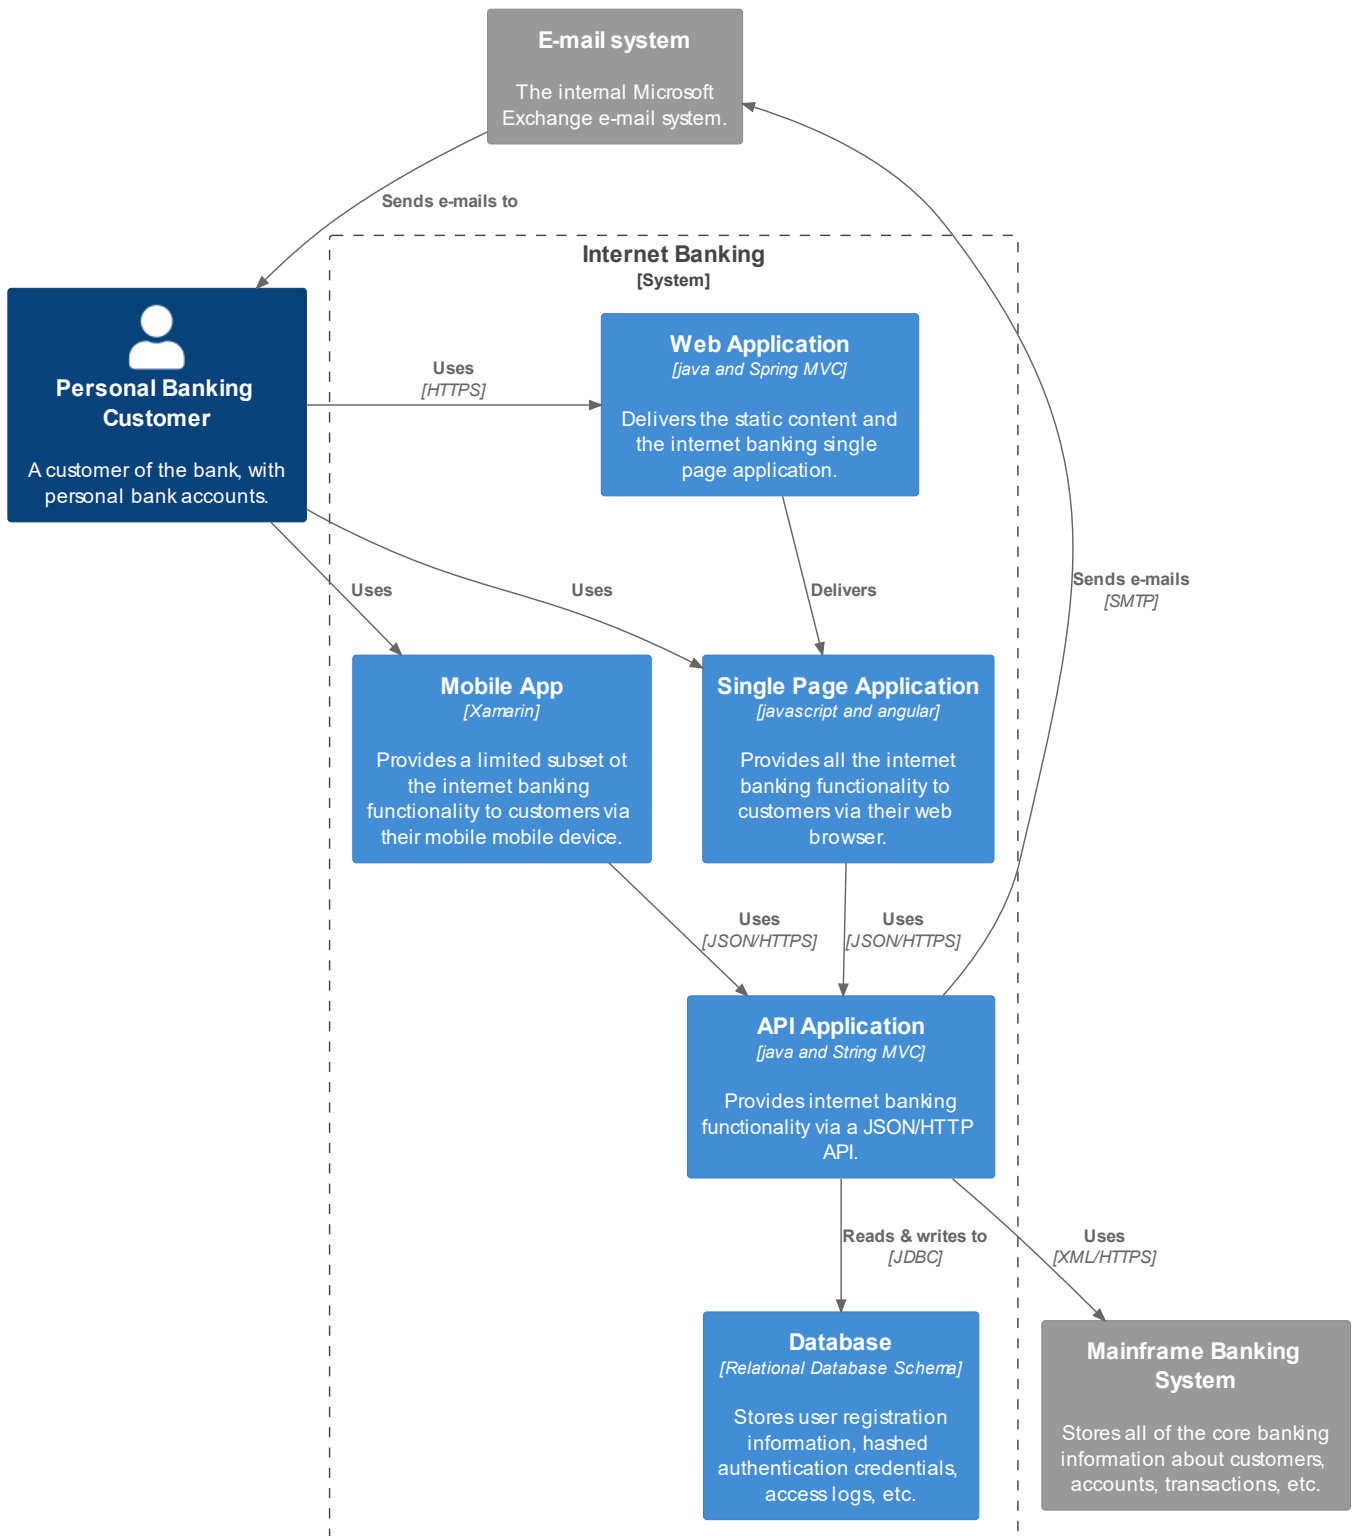 E-mail system
The internal Microsoft
Exchange e-mail system.
Sends e-mails to
Internet Banking
[System]
Personal Banking
Customer
A customer of the bank, with
personal bank accounts.
Uses
[HTTPS]
Web Application
[java and Spring MVC]
Delivers the static content and
the internet banking single
page application.
Uses
Uses
Delivers
Sends e-mails
[SMTP]
Mobile App
[Xamarin]
Provides a limited subset ot
the internet banking
functionality to customers via
their mobile mobile device.
Single Page Application
[javascript and angular]
Provides all the internet
banking functionality to
customers via their web
browser.
Uses
[JSON/HTTPS]
Uses
[JSON/HTTPS]
API Application
[java and String MVC]
Provides internet banking
functionality via a JSON/HTTP
API.
Reads & writes to
[JDBC]
Uses
[XML/HTTPS]
Database
[Relational Database Schema]
Stores user registration
information, hashed
authentication credentials,
access logs, etc.
Mainframe Banking
System
Stores all of the core banking
information about customers,
accounts, transactions, etc.